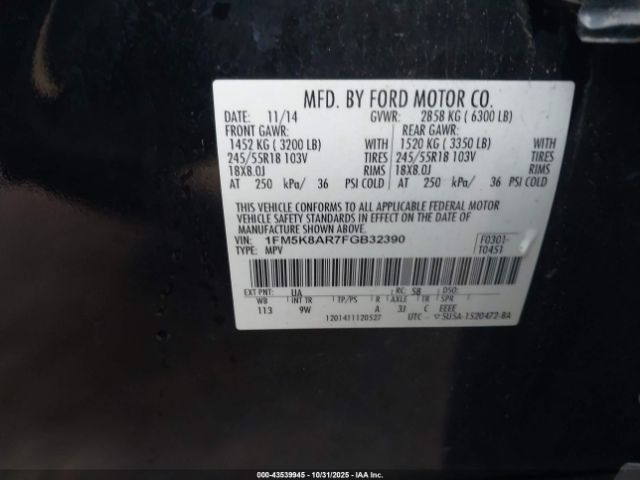 MFD. BY FORD MOTOR CO.
DATE: 11/14 GVWR: 2858 KG ( 6300 LB)
FRONT GAWR: REAR GAWR:
1452 KG ( 3200 LB) WITH 1520 KG ( 3350 LB) WITH
245/55R18 103V TIRES 245/55R18 103V TIRES
18X8.0J RIMS 18X8.0J RIMS
AT 250 kPa/ 36 PSI COLD AT 250 kPa/ 36 PSI COLD
THIS VEHICLE CONFORMS TO ALL APPLICABLE FEDERAL MOTOR
VEHICLE SAFETY STANDARDS IN EFFECT ON THE DATE OF MANUFACTURE
SHOWN ABOVE.
VIN: 1FM5K8AR7FGB32390 F0301-
TYPE: MPV T0451
EXT PNT: UA RC: 58 DSO:
WB INT TR TP/PS R AXLE TR SPR
113 9W A 3J C EEEE
1201411120527 UTC - ▽5U5A-1520472-BA
000-43539945 - 10/31/2025 - IAA Inc.